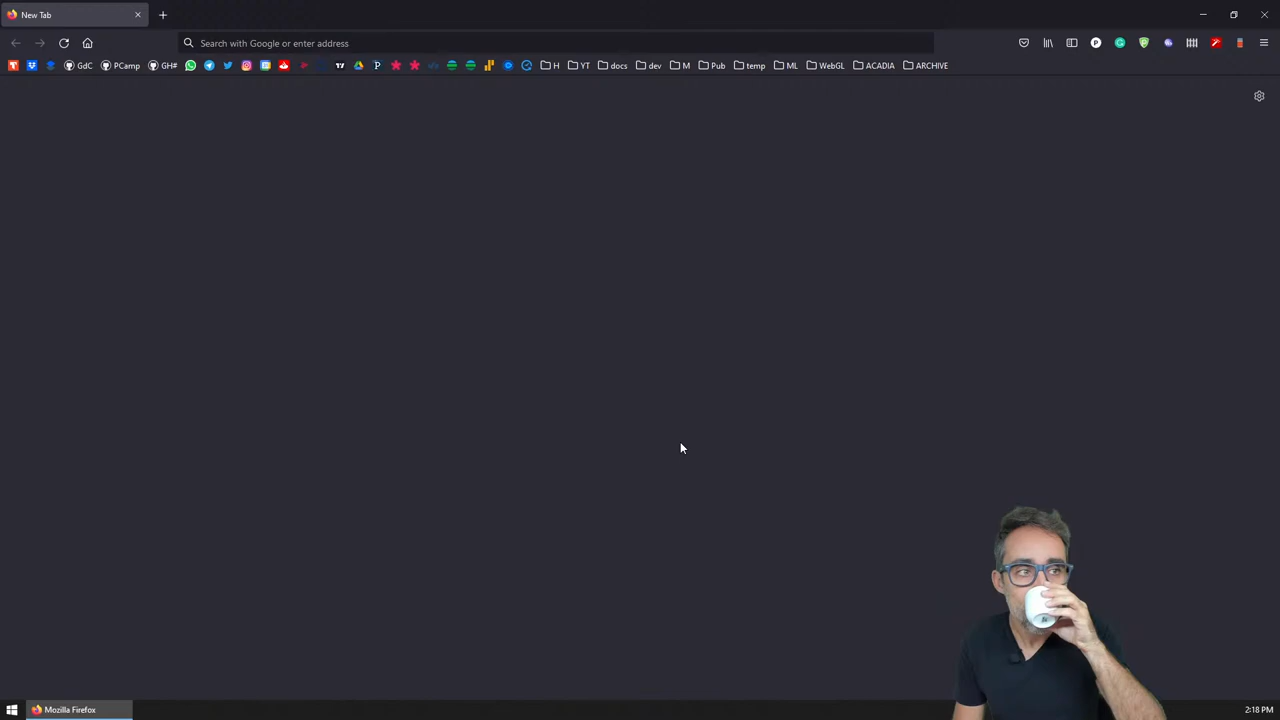 New Tab
Search with Google or enter address
GdC PCamp GH# H YT docs dev M Pub temp ML WebGL ACADIA ARCHIVE
Mozilla Firefox
2:18 PM